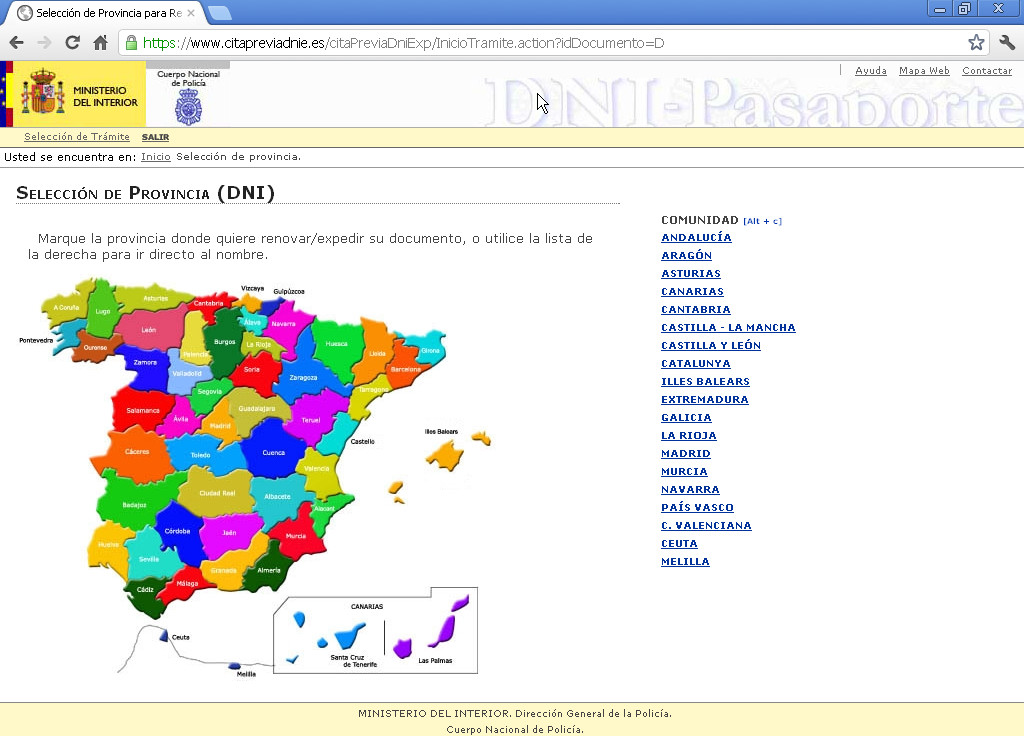 Selección de Provincia para Re
https://www.citapreviadnie.es/citaPreviaDniExp/InicioTramite.action?idDocumento=D
MINISTERIO
DEL INTERIOR
Cuerpo Nacional
de Policía
DNI-Pasaporte
Ayuda Mapa Web Contactar
Selección de Trámite SALIR
Usted se encuentra en: Inicio Selección de provincia.
Selección de Provincia (DNI)
Marque la provincia donde quiere renovar/expedir su documento, o utilice la lista de
la derecha para ir directo al nombre.
A Coruña
Lugo
Asturias
Cantabria
Vizcaya
Guipúzcoa
Pontevedra
Ourense
León
Palencia
Burgos
Álava
Navarra
La Rioja
Huesca
Lleida
Girona
Barcelona
Zamora
Valladolid
Soria
Zaragoza
Tarragona
Segovia
Salamanca
Ávila
Madrid
Guadalajara
Teruel
Castello
Cáceres
Toledo
Cuenca
Valencia
Illes Balears
Badajoz
Ciudad Real
Albacete
Alacant
Huelva
Sevilla
Córdoba
Jaén
Murcia
Cádiz
Málaga
Granada
Almería
Ceuta
Melilla
CANARIAS
Santa Cruz
de Tenerife
Las Palmas
COMUNIDAD [Alt + c]
ANDALUCÍA
ARAGÓN
ASTURIAS
CANARIAS
CANTABRIA
CASTILLA - LA MANCHA
CASTILLA Y LEÓN
CATALUNYA
ILLES BALEARS
EXTREMADURA
GALICIA
LA RIOJA
MADRID
MURCIA
NAVARRA
PAÍS VASCO
C. VALENCIANA
CEUTA
MELILLA
MINISTERIO DEL INTERIOR. Dirección General de la Policía.
Cuerpo Nacional de Policía.